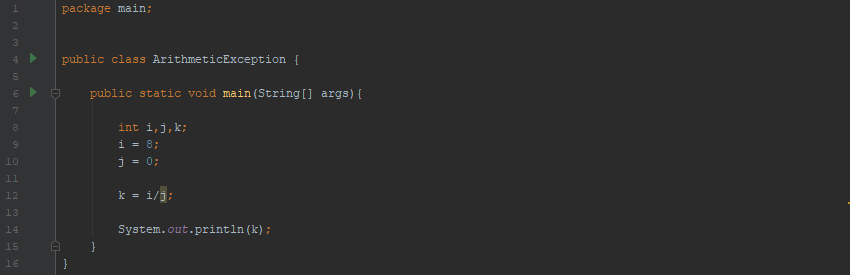 1 package main;
2
3
4 public class ArithmeticException {
5
6 public static void main(String[] args){
7
8 int i,j,k;
9 i = 8;
10 j = 0;
11
12 k = i/j;
13
14 System.out.println(k);
15 }
16 }